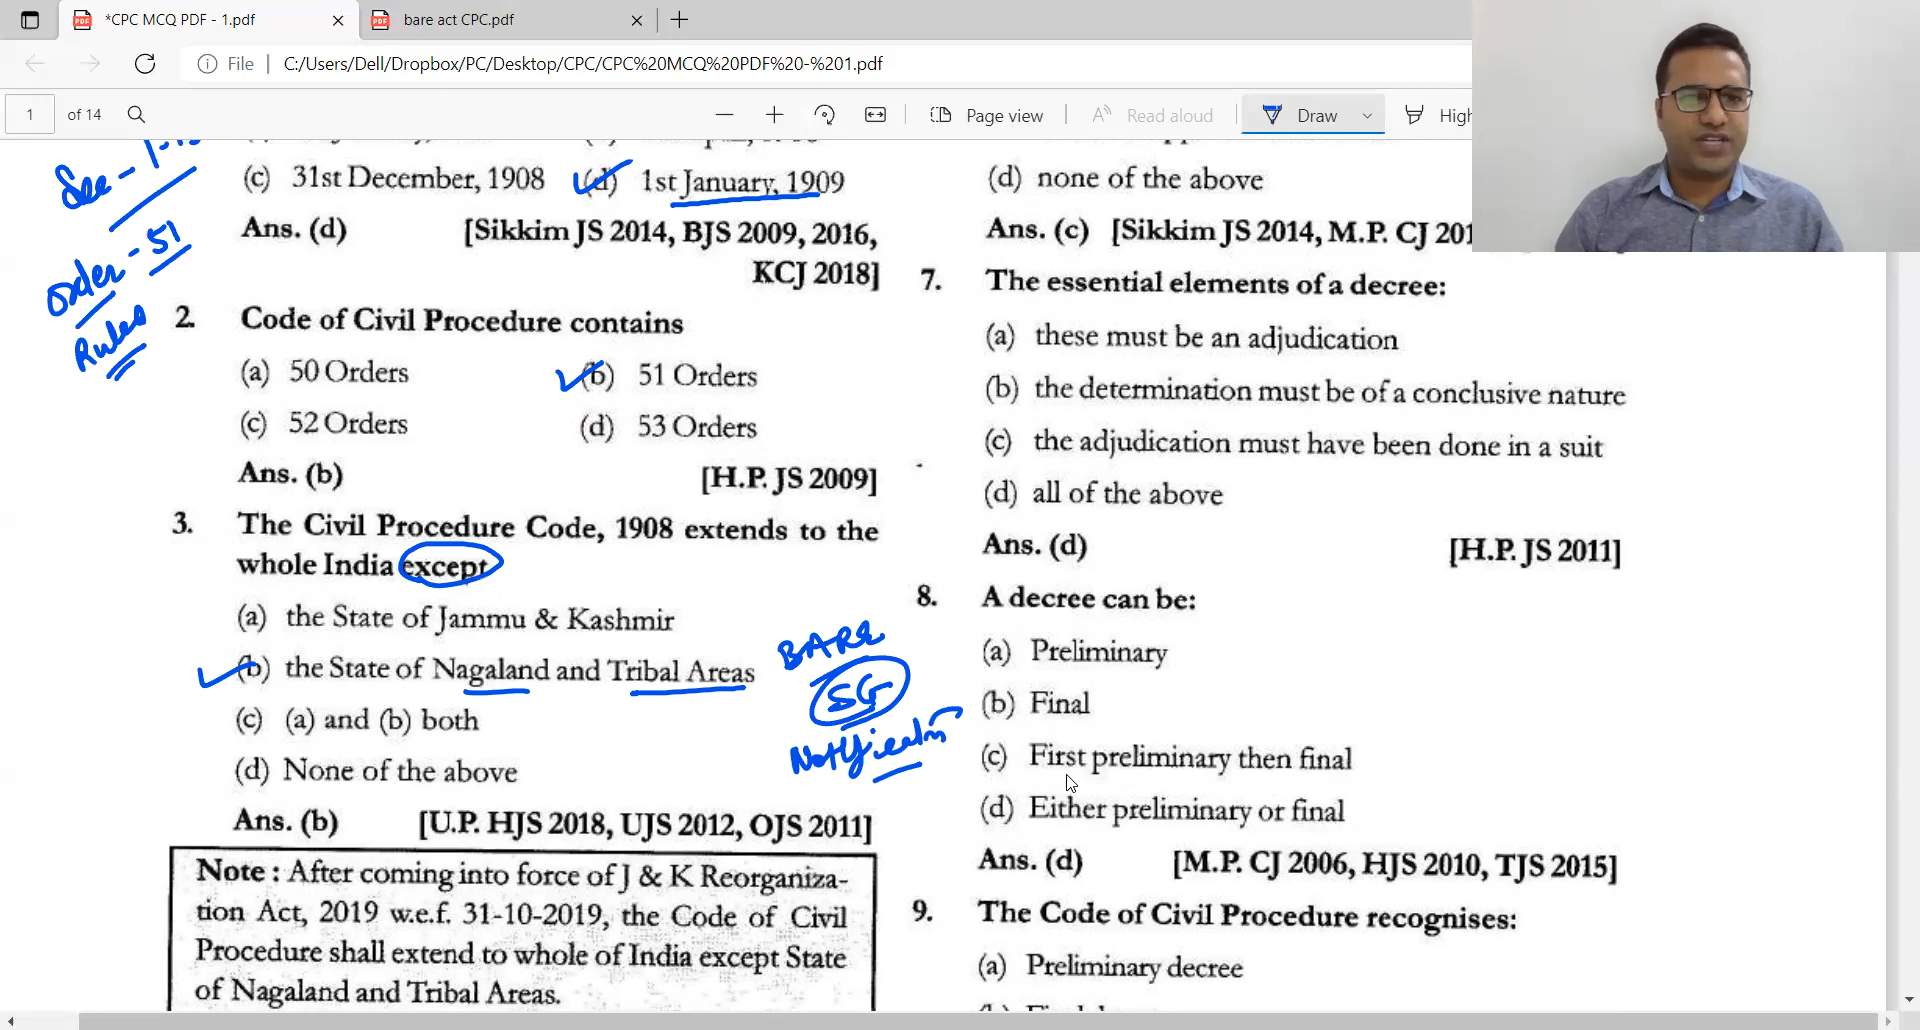 *CPC MCQ PDF - 1.pdf
bare act CPC.pdf
File
C:/Users/Dell/Dropbox/PC/Desktop/CPC/CPC%20MCQ%20PDF%20-%201.pdf
1 of 14
Page view
Read aloud
Draw
High
(c) 31st December, 1908 (d) 1st January, 1909
Ans. (d) [Sikkim JS 2014, BJS 2009, 2016,
KCJ 2018]
Sec -
Order - 51
Rules
2. Code of Civil Procedure contains
(a) 50 Orders (b) 51 Orders
(c) 52 Orders (d) 53 Orders
Ans. (b) [H.P. JS 2009]
3. The Civil Procedure Code, 1908 extends to the
whole India except
(a) the State of Jammu & Kashmir
(b) the State of Nagaland and Tribal Areas
(c) (a) and (b) both
(d) None of the above
Ans. (b) [U.P. HJS 2018, UJS 2012, OJS 2011]
BARE
SG
Notification
Note : After coming into force of J & K Reorganiza-
tion Act, 2019 w.e.f. 31-10-2019, the Code of Civil
Procedure shall extend to whole of India except State
of Nagaland and Tribal Areas.
(d) none of the above
Ans. (c) [Sikkim JS 2014, M.P. CJ 201
7. The essential elements of a decree:
(a) these must be an adjudication
(b) the determination must be of a conclusive nature
(c) the adjudication must have been done in a suit
(d) all of the above
Ans. (d) [H.P. JS 2011]
8. A decree can be:
(a) Preliminary
(b) Final
(c) First preliminary then final
(d) Either preliminary or final
Ans. (d) [M.P. CJ 2006, HJS 2010, TJS 2015]
9. The Code of Civil Procedure recognises:
(a) Preliminary decree